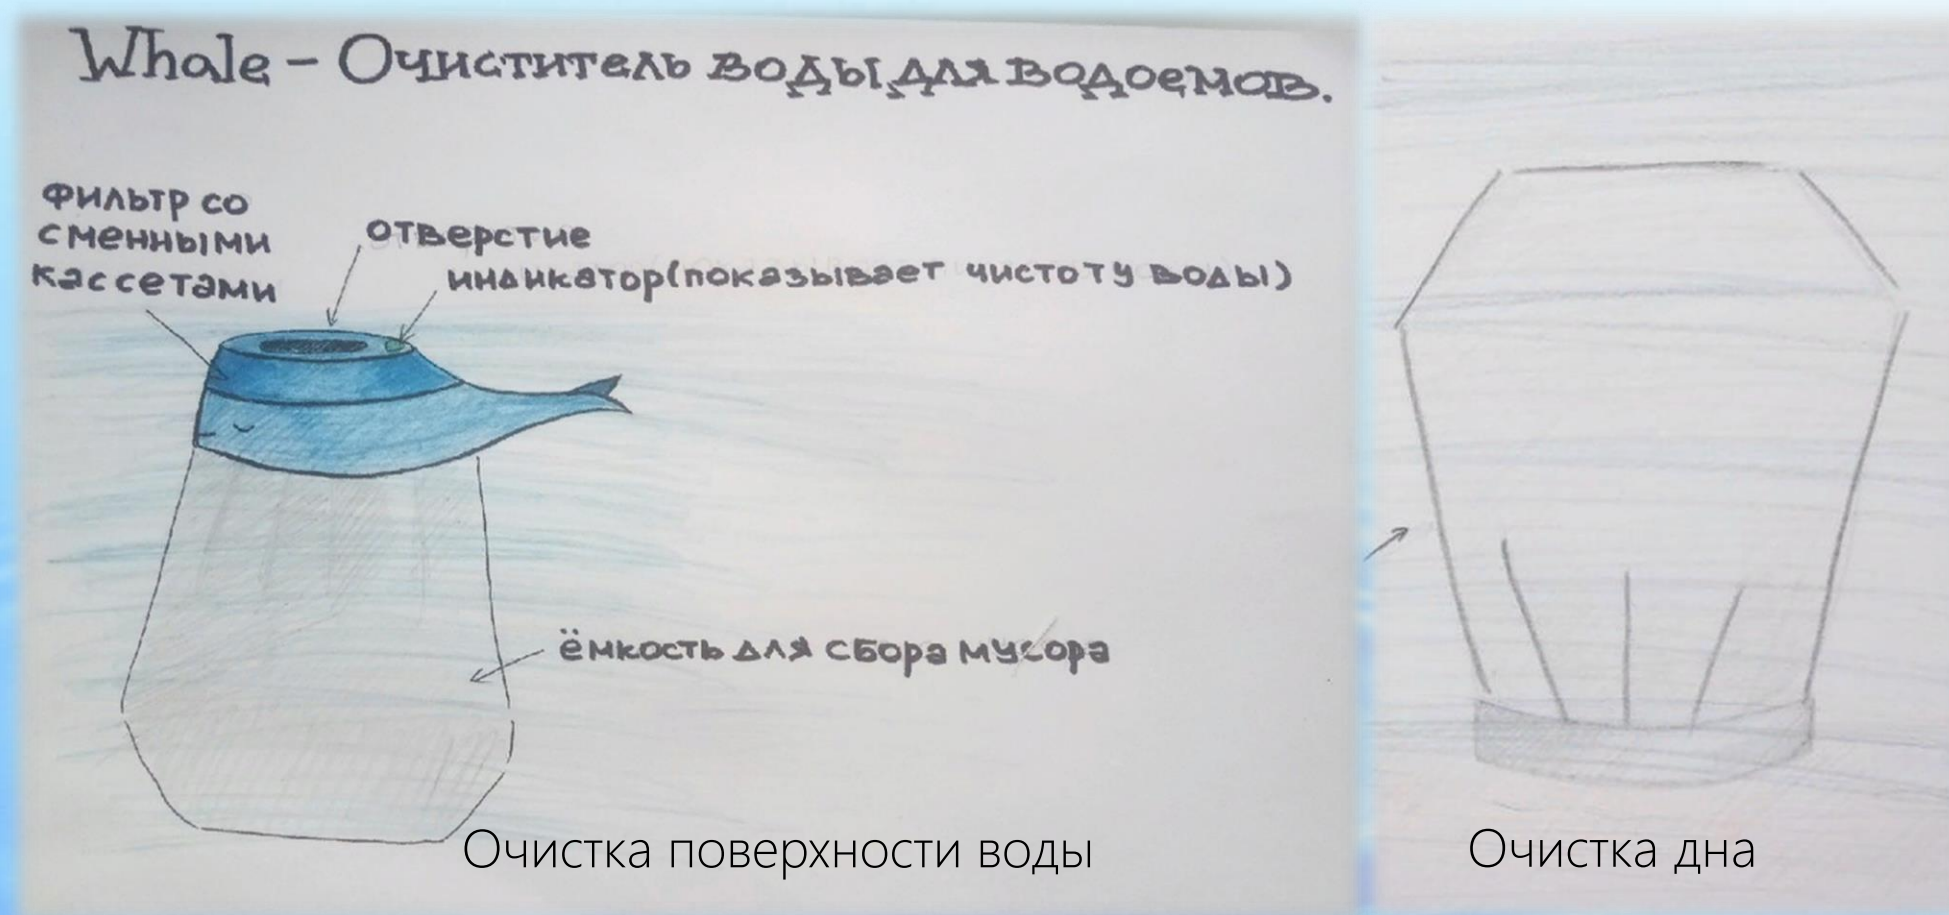 Whale – Очиститель воды для водоемов.
фильтр со
сменными
кассетами
отверстие
индикатор(показывает чистоту воды)
ёмкость для сбора мусора
Очистка поверхности воды
Очистка дна